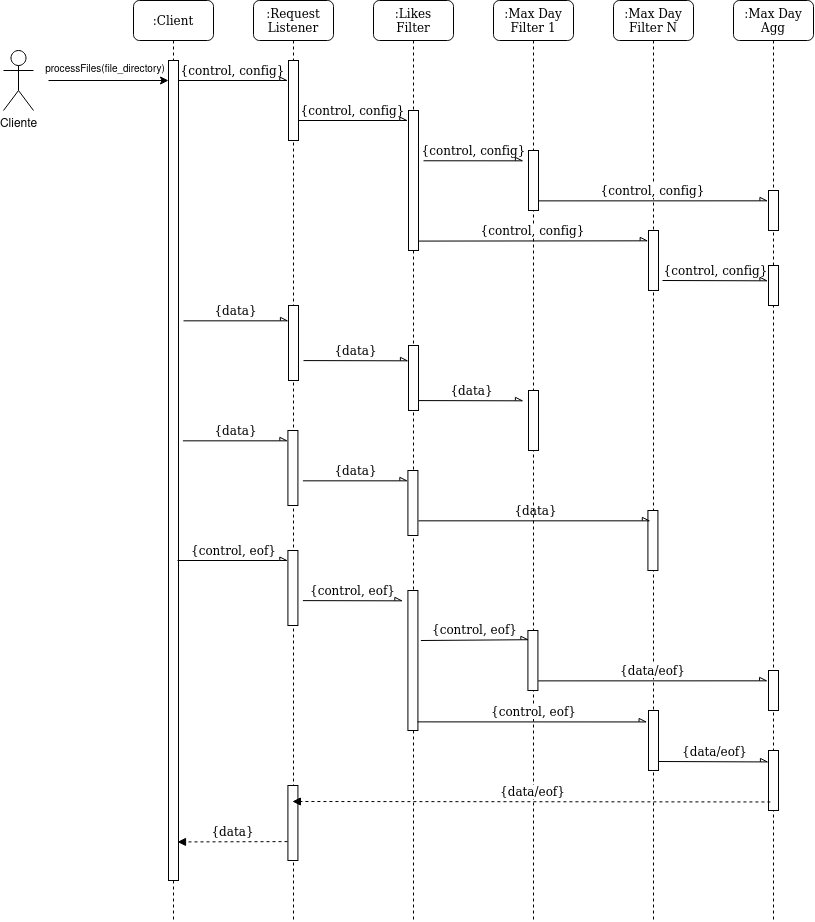 :Client
:Request
Listener
:Likes
Filter
:Max Day
Filter 1
:Max Day
Filter N
:Max Day
Agg
processFiles(file_directory)
{control, config}
Cliente
{control, config}
{control, config}
{control, config}
{control, config}
{control, config}
{data}
{data}
{data}
{data}
{data}
{data}
{control, eof}
{control, eof}
{control, eof}
{data/eof}
{control, eof}
{data/eof}
{data/eof}
{data}